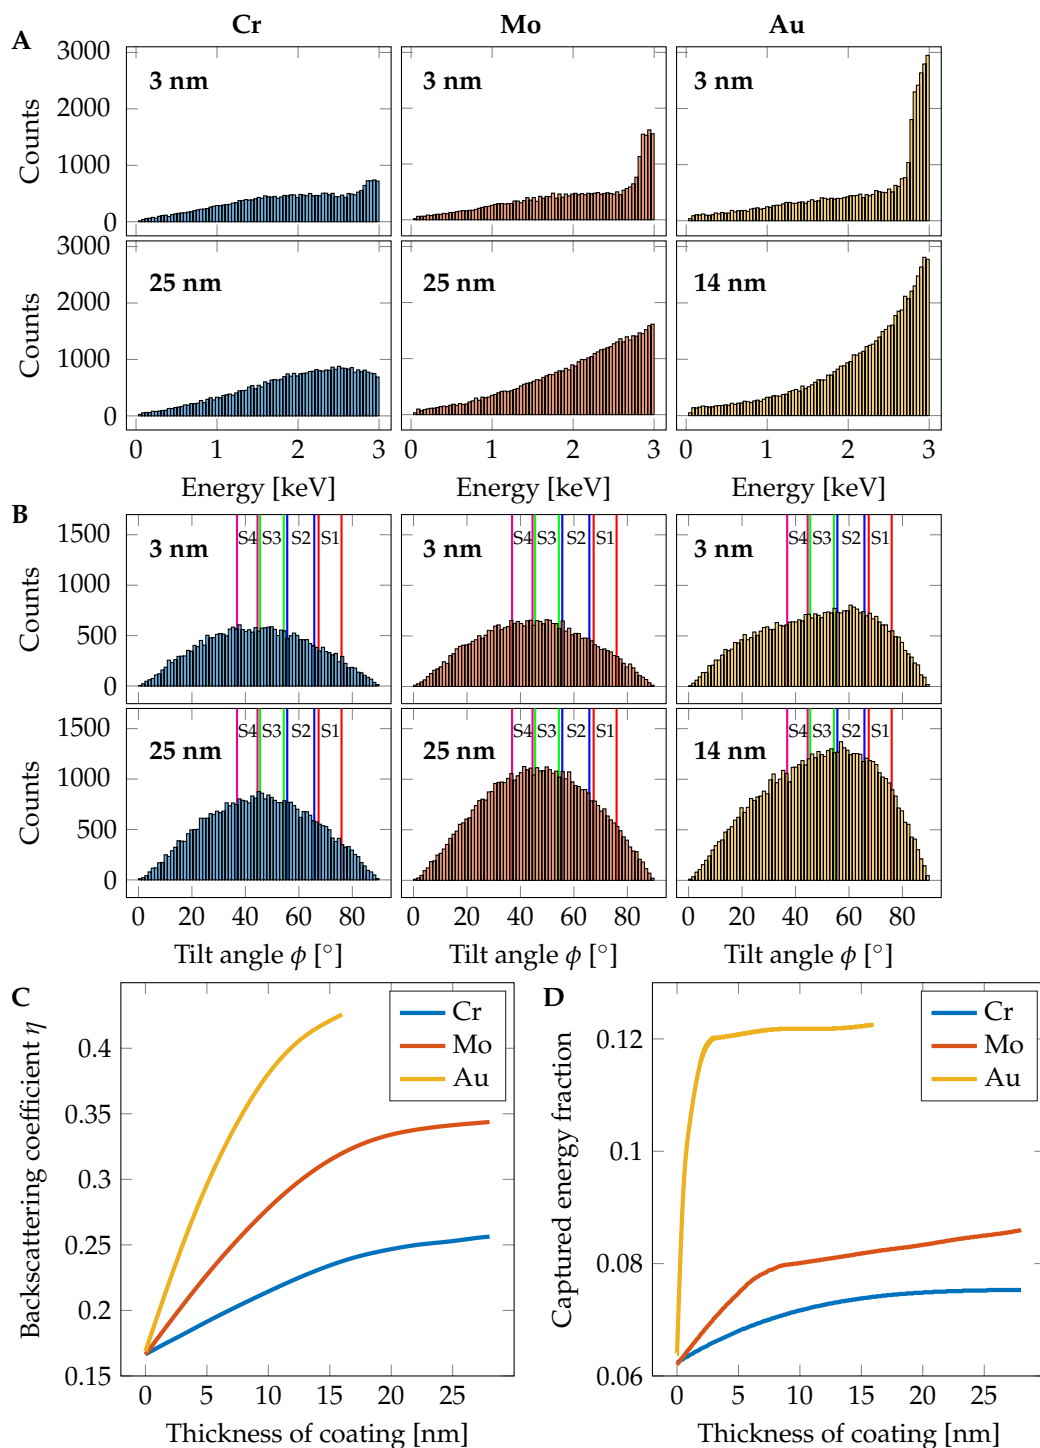 Cr Mo Au
A
3000
2000
1000
0
Counts
3 nm 3 nm 3 nm
3000
2000
1000
0
Counts
25 nm 25 nm 14 nm
0 1 2 3 0 1 2 3 0 1 2 3
Energy [keV] Energy [keV] Energy [keV]
B
1500
1000
500
0
Counts
3 nm S4 S3 S2 S1 3 nm S4 S3 S2 S1 3 nm S4 S3 S2 S1
1500
1000
500
0
Counts
25 nm S4 S3 S2 S1 25 nm S4 S3 S2 S1 14 nm S4 S3 S2 S1
0 20 40 60 80 0 20 40 60 80 0 20 40 60 80
Tilt angle ϕ [°] Tilt angle ϕ [°] Tilt angle ϕ [°]
C
Cr
Mo
Au
0.4
0.35
0.3
0.25
0.2
0.15
Backscattering coefficient η
0 5 10 15 20 25
Thickness of coating [nm]
D
Cr
Mo
Au
0.12
0.1
0.08
0.06
Captured energy fraction
0 5 10 15 20 25
Thickness of coating [nm]